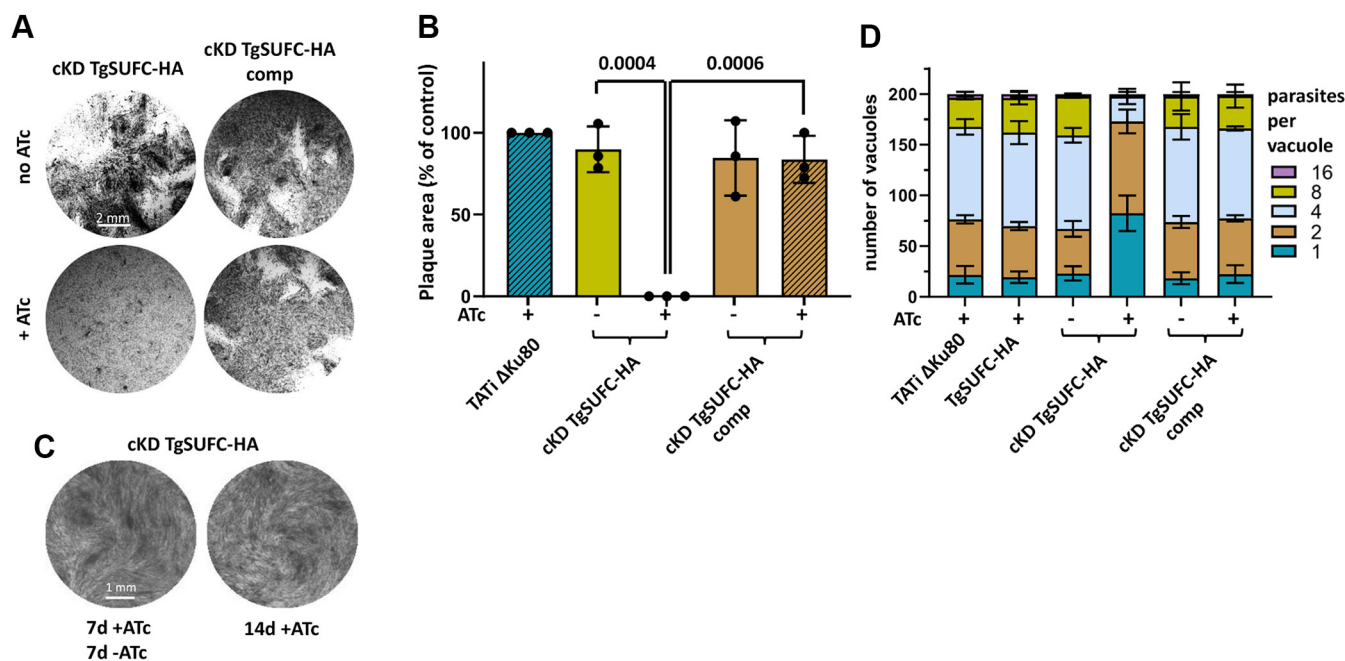 A
cKD TgSUFC-HA
cKD TgSUFC-HA
comp
no ATc
2 mm
+ ATc
B
Plaque area (% of control)
100
50
0
0.0004
0.0006
ATc
+
-
+
-
+
TATi ΔKu80
cKD TgSUFC-HA
cKD TgSUFC-HA
comp
C
cKD TgSUFC-HA
1 mm
7d +ATc
7d -ATc
14d +ATc
D
number of vacuoles
200
150
100
50
0
ATc
+
+
-
+
-
+
TATi ΔKu80
TgSUFC-HA
cKD TgSUFC-HA
cKD TgSUFC-HA
comp
parasites
per
vacuole
16
8
4
2
1